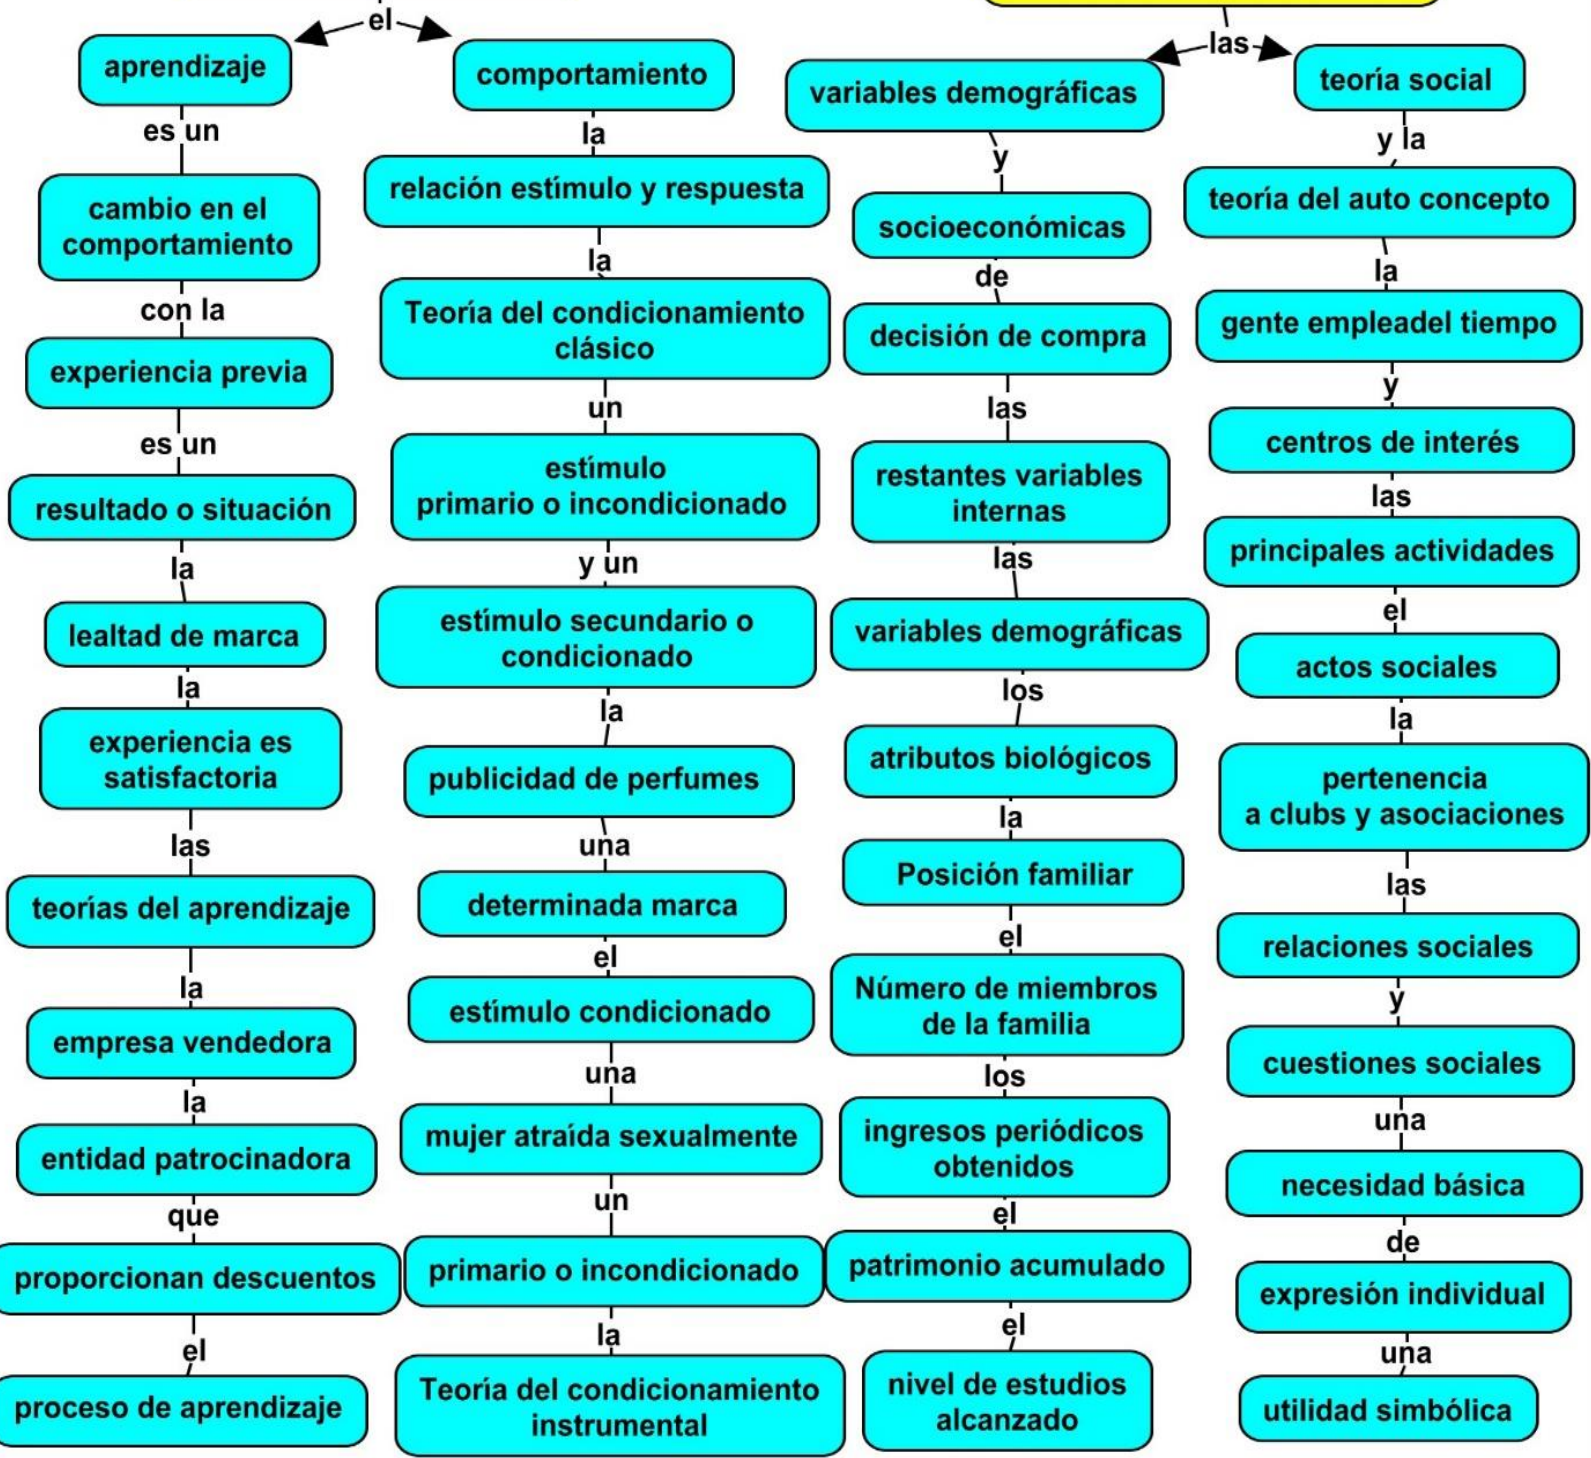 el
aprendizaje
es un
cambio en el
comportamiento
con la
experiencia previa
es un
resultado o situación
la
lealtad de marca
la
experiencia es
satisfactoria
las
teorías del aprendizaje
la
empresa vendedora
la
entidad patrocinadora
que
proporcionan descuentos
el
proceso de aprendizaje
comportamiento
la
relación estímulo y respuesta
la
Teoría del condicionamiento
clásico
un
estímulo
primario o incondicionado
y un
estímulo secundario o
condicionado
la
publicidad de perfumes
una
determinada marca
el
estímulo condicionado
una
mujer atraída sexualmente
un
primario o incondicionado
la
Teoría del condicionamiento
instrumental
las
variables demográficas
y
socioeconómicas
de
decisión de compra
las
restantes variables
internas
las
variables demográficas
los
atributos biológicos
la
Posición familiar
el
Número de miembros
de la familia
los
ingresos periódicos
obtenidos
el
patrimonio acumulado
el
nivel de estudios
alcanzado
teoría social
y la
teoría del auto concepto
la
gente empleadel tiempo
y
centros de interés
las
principales actividades
el
actos sociales
la
pertenencia
a clubs y asociaciones
las
relaciones sociales
y
cuestiones sociales
una
necesidad básica
de
expresión individual
una
utilidad simbólica